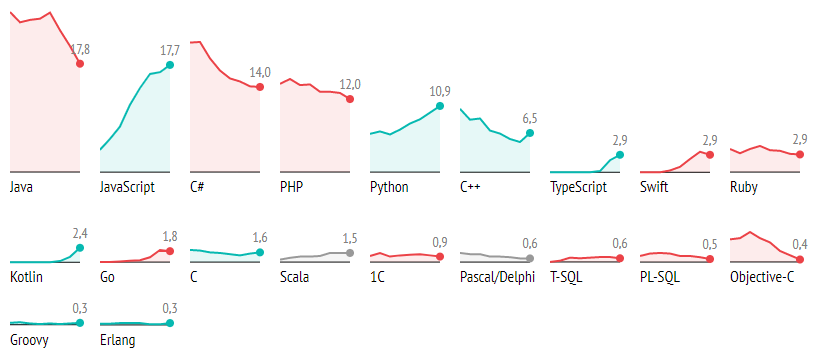 17,8 17,7 14,0 12,0 10,9 6,5 2,9 2,9 2,9
Java JavaScript C# PHP Python C++ TypeScript Swift Ruby
2,4 1,8 1,6 1,5 0,9 0,6 0,6 0,5 0,4
Kotlin Go C Scala 1C Pascal/Delphi T-SQL PL-SQL Objective-C
0,3 0,3
Groovy Erlang